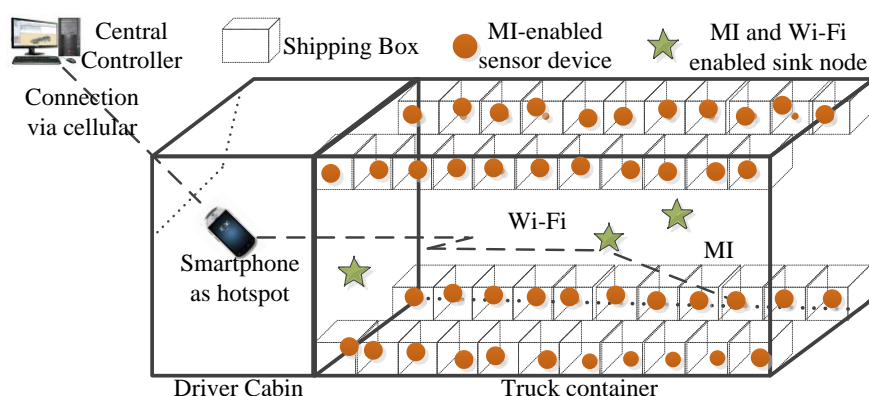 Central
Controller
Shipping Box
MI-enabled
sensor device
MI and Wi-Fi
enabled sink node
Connection
via cellular
Wi-Fi
MI
Smartphone
as hotspot
Driver Cabin
Truck container